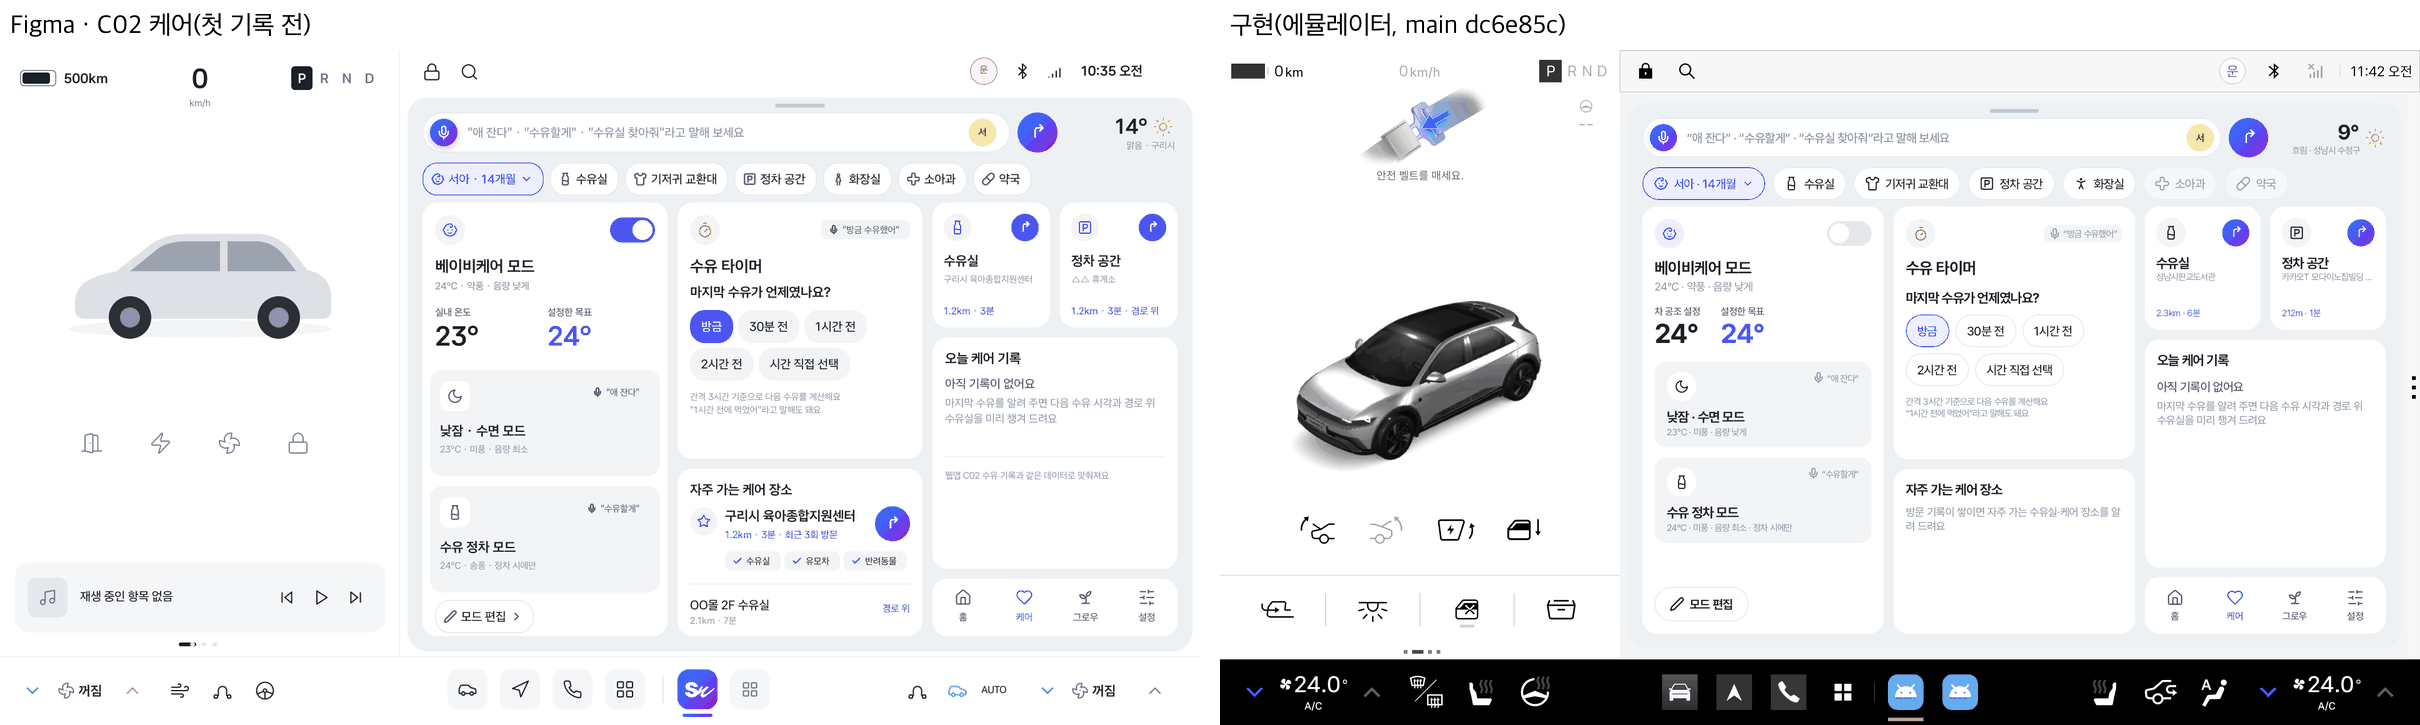 Figma · C02 케어(첫 기록 전)
500km
0
km/h
P R N D
운
10:35 오전
"애 잔다" · "수유할게" · "수유실 찾아줘"라고 말해 보세요
서
14°
맑음 · 구리시
서아 · 14개월
수유실
기저귀 교환대
정차 공간
화장실
소아과
약국
베이비케어 모드
24°C · 약풍 · 음량 낮게
실내 온도
설정한 목표
23°
24°
"애 잔다"
낮잠 · 수면 모드
23°C · 미풍 · 음량 최소
"수유할게"
수유 정차 모드
24°C · 송풍 · 정차 시에만
모드 편집
"방금 수유했어"
수유 타이머
마지막 수유가 언제였나요?
방금
30분 전
1시간 전
2시간 전
시간 직접 선택
간격 3시간 기준으로 다음 수유를 계산해요
"1시간 전에 먹었어"라고 말해도 돼요
자주 가는 케어 장소
구리시 육아종합지원센터
1.2km · 3분 · 최근 3회 방문
수유실
유모차
반려동물
OO몰 2F 수유실
경로 위
2.1km · 7분
수유실
구리시 육아종합지원센터
1.2km · 3분
정차 공간
△△ 휴게소
1.2km · 3분 · 경로 위
오늘 케어 기록
아직 기록이 없어요
마지막 수유를 알려 주면 다음 수유 시각과 경로 위
수유실을 미리 챙겨 드려요
웹앱 C02 수유 기록과 같은 데이터로 맞춰져요
홈
케어
그로우
설정
재생 중인 항목 없음
꺼짐
AUTO
꺼짐
구현(에뮬레이터, main dc6e85c)
0 km
0 km/h
P R N D
--
안전 벨트를 매세요.
운
11:42 오전
"애 잔다" · "수유할게" · "수유실 찾아줘"라고 말해 보세요
서
9°
흐림 · 성남시 수정구
서아 · 14개월
수유실
기저귀 교환대
정차 공간
화장실
소아과
약국
베이비케어 모드
24°C · 약풍 · 음량 낮게
차 공조 설정
설정한 목표
24°
24°
"애 잔다"
낮잠 · 수면 모드
23°C · 미풍 · 음량 낮게
"수유할게"
수유 정차 모드
24°C · 미풍 · 음량 최소 · 정차 시에만
모드 편집
"방금 수유했어"
수유 타이머
마지막 수유가 언제였나요?
방금
30분 전
1시간 전
2시간 전
시간 직접 선택
간격 3시간 기준으로 다음 수유를 계산해요
"1시간 전에 먹었어"라고 말해도 돼요
자주 가는 케어 장소
방문 기록이 쌓이면 자주 가는 수유실·케어 장소를 알
려 드려요
수유실
성남시판교도서관
2.3km · 6분
정차 공간
카카오T 모다이노칩빌딩 ...
212m · 1분
오늘 케어 기록
아직 기록이 없어요
마지막 수유를 알려 주면 다음 수유 시각과 경로 위
수유실을 미리 챙겨 드려요
홈
케어
그로우
설정
24.0°
A/C
A
24.0°
A/C